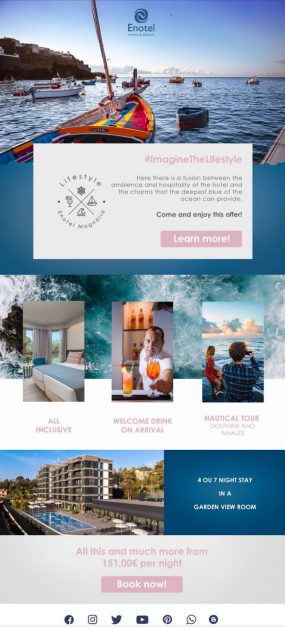 Enotel
Hotels & Resorts
#ImagineTheLifestyle
Lifestyle
Enotel Magnolia
Here there is a fusion between the
ambience and hospitality of the hotel and
the charms that the deepest blue of the
ocean can provide.
Come and enjoy this offer!
Learn more!
ALL
INCLUSIVE
WELCOME DRINK
ON ARRIVAL
NAUTICAL TOUR
DOLPHINS AND
WHALES
4 OU 7 NIGHT STAY
IN A
GARDEN VIEW ROOM
All this and much more from
151,00€ per night
Book now!